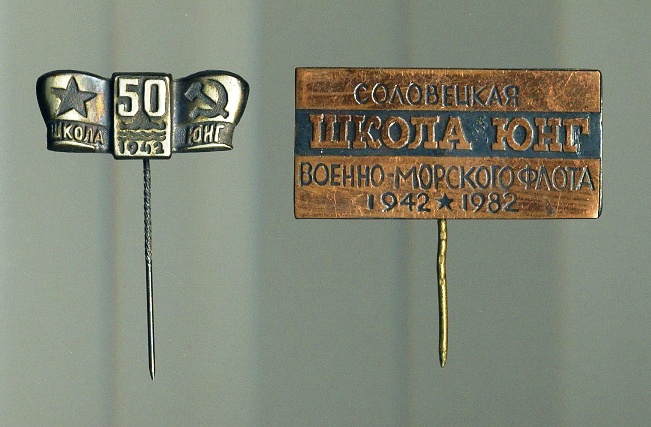 50
ШКОЛА ЮНГ
1942
СОЛОВЕЦКАЯ
ШКОЛА ЮНГ
ВОЕННО-МОРСКОГО ФЛОТА
1942 ★ 1982